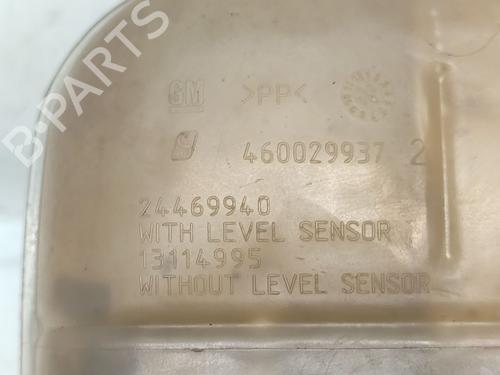 B-PARTS
GM >PP<
460029937 2
24469940
WITH LEVEL SENSOR
13114995
WITHOUT LEVEL SENSOR